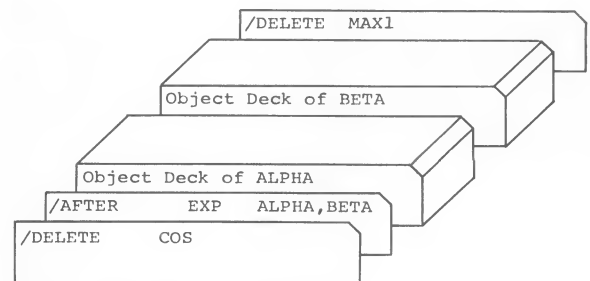 /DELETE MAX1
Object Deck of BETA
Object Deck of ALPHA
/AFTER EXP ALPHA,BETA
/DELETE COS